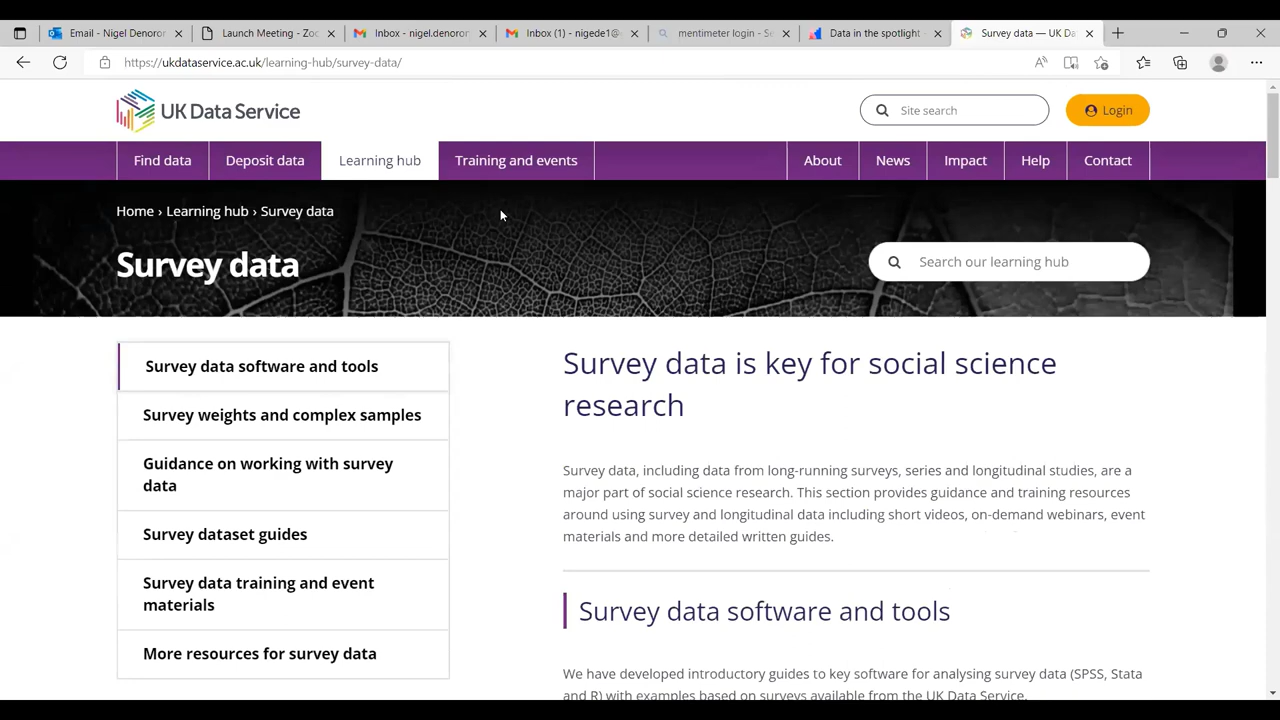 Email - Nigel Denoror
Launch Meeting - Zoo
Inbox - nigel.denoron
Inbox (1) - nigede1@
mentimeter login - Se
Data in the spotlight -
Survey data — UK Da
https://ukdataservice.ac.uk/learning-hub/survey-data/
UK Data Service
Site search
Login
Find data
Deposit data
Learning hub
Training and events
About
News
Impact
Help
Contact
Home › Learning hub › Survey data
Survey data
Search our learning hub
Survey data software and tools
Survey weights and complex samples
Guidance on working with survey
data
Survey dataset guides
Survey data training and event
materials
More resources for survey data
Survey data is key for social science
research
Survey data, including data from long-running surveys, series and longitudinal studies, are a
major part of social science research. This section provides guidance and training resources
around using survey and longitudinal data including short videos, on-demand webinars, event
materials and more detailed written guides.
Survey data software and tools
We have developed introductory guides to key software for analysing survey data (SPSS, Stata
and R) with examples based on surveys available from the UK Data Service.